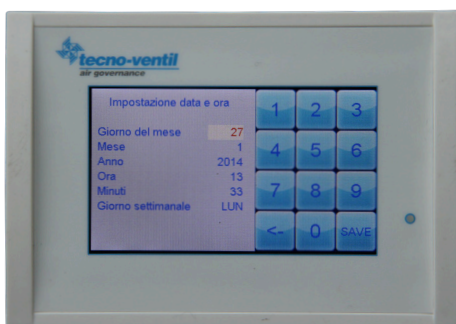 tecno-ventil
air governance
Impostazione data e ora
Giorno del mese 27
Mese 1
Anno 2014
Ora 13
Minuti 33
Giorno settimanale LUN
1 2 3
4 5 6
7 8 9
<- 0 SAVE